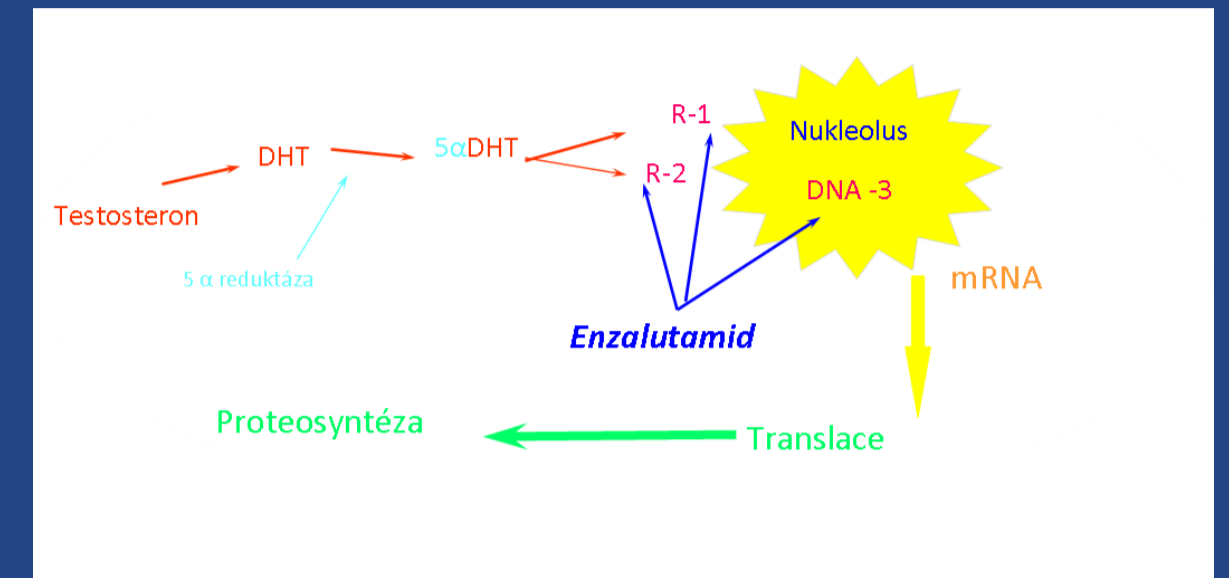 R-1
Nukleolus
DHT
5αDHT
R-2
DNA -3
Testosteron
5 α reduktáza
mRNA
Enzalutamid
Proteosyntéza
Translace